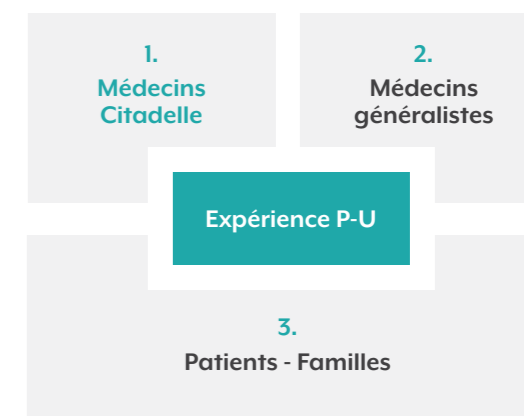 1.
Médecins
Citadelle
2.
Médecins
généralistes
Expérience P-U
3.
Patients - Familles